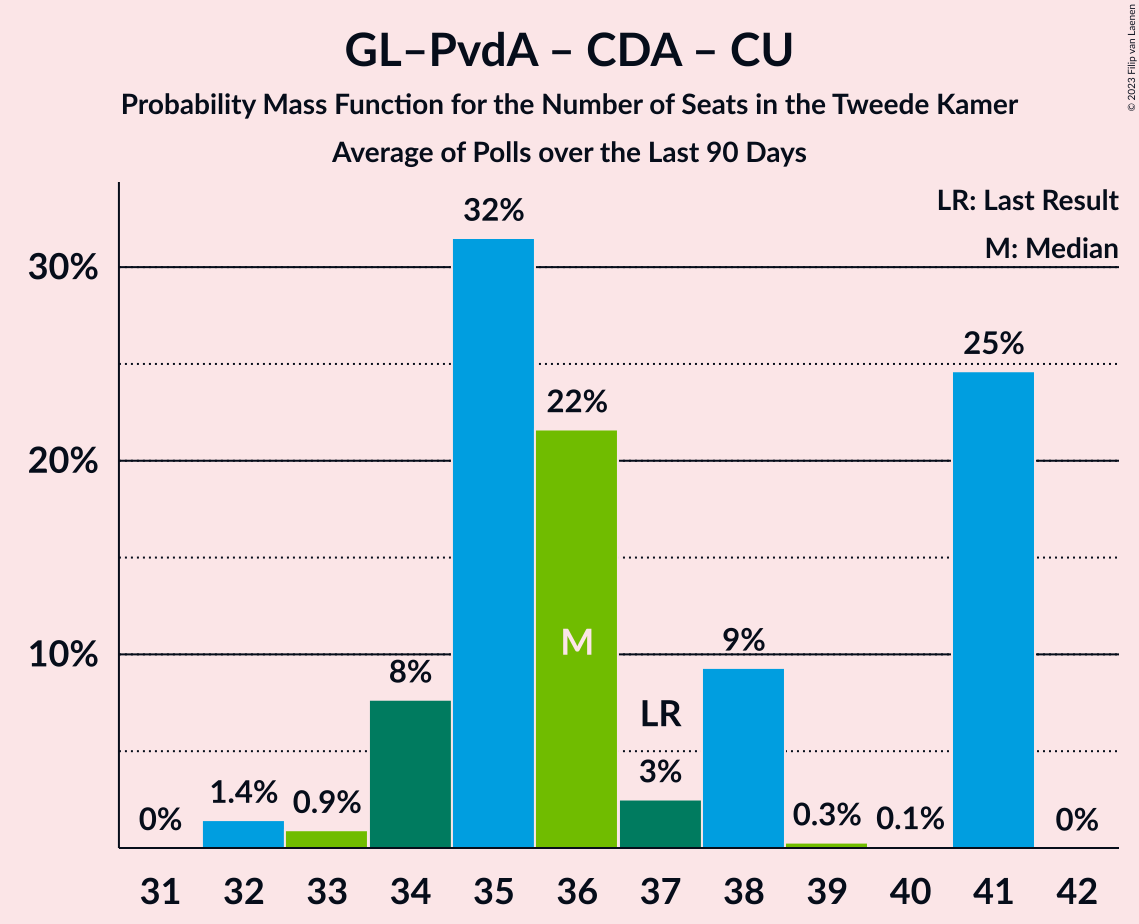 GL–PvdA – CDA – CU
Probability Mass Function for the Number of Seats in the Tweede Kamer
Average of Polls over the Last 90 Days
© 2023 Filip van Laenen
LR: Last Result
M: Median
30%
20%
10%
0%
1.4%
0.9%
8%
32%
22%
M
LR
3%
9%
0.3%
0.1%
25%
0%
31 32 33 34 35 36 37 38 39 40 41 42